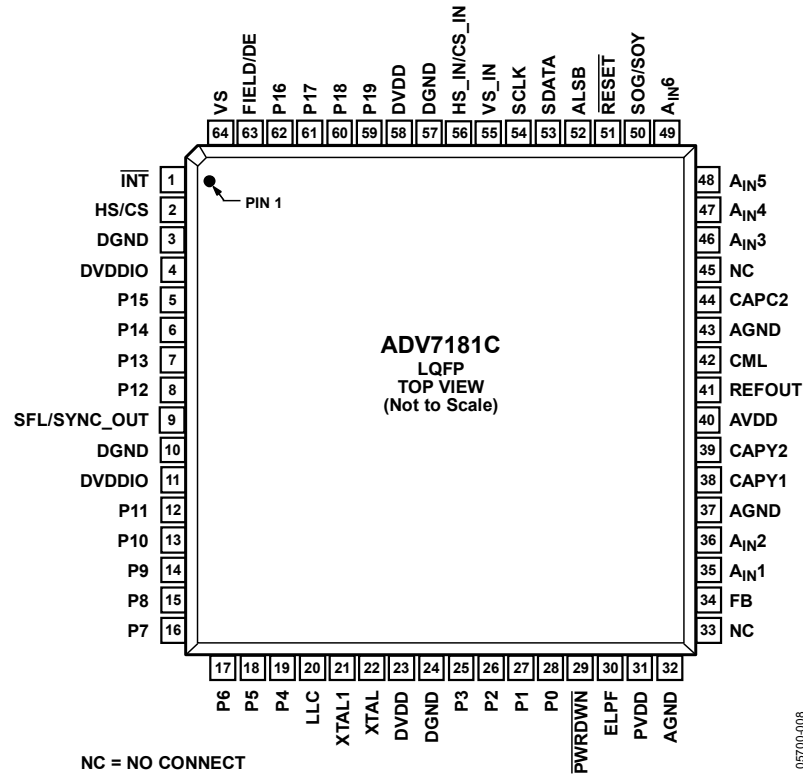 VS
FIELD/DE
P16
P17
P18
P19
DVDD
DGND
HS_IN/CS_IN
VS_IN
SCLK
SDATA
ALSB
RESET
SOG/SOY
AIN6
64 63 62 61 60 59 58 57 56 55 54 53 52 51 50 49
INT 1
HS/CS 2
DGND 3
DVDDIO 4
P15 5
P14 6
P13 7
P12 8
SFL/SYNC_OUT 9
DGND 10
DVDDIO 11
P11 12
P10 13
P9 14
P8 15
P7 16
PIN 1
ADV7181C
LQFP
TOP VIEW
(Not to Scale)
48 AIN5
47 AIN4
46 AIN3
45 NC
44 CAPC2
43 AGND
42 CML
41 REFOUT
40 AVDD
39 CAPY2
38 CAPY1
37 AGND
36 AIN2
35 AIN1
34 FB
33 NC
17 18 19 20 21 22 23 24 25 26 27 28 29 30 31 32
P6
P5
P4
LLC
XTAL1
XTAL
DVDD
DGND
P3
P2
P1
P0
PWRDWN
ELPF
PVDD
AGND
NC = NO CONNECT
05700-008